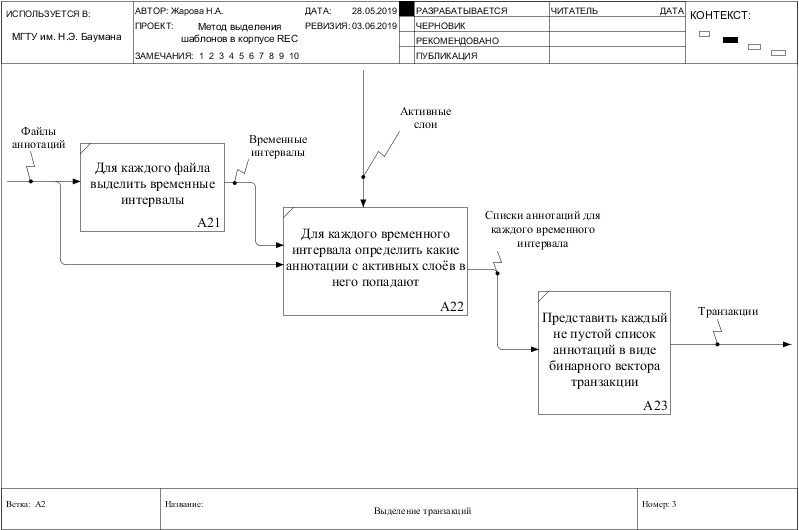 ИСПОЛЬЗУЕТСЯ В:
МГТУ им. Н.Э. Баумана
АВТОР: Жарова Н.А.
ДАТА: 28.05.2019
ПРОЕКТ: Метод выделения
шаблонов в корпусе REC
РЕВИЗИЯ: 03.06.2019
ЗАМЕЧАНИЯ: 1 2 3 4 5 6 7 8 9 10
РАЗРАБАТЫВАЕТСЯ
ЧЕРНОВИК
РЕКОМЕНДОВАНО
ПУБЛИКАЦИЯ
ЧИТАТЕЛЬ ДАТА
КОНТЕКСТ:
Файлы
аннотаций
Для каждого файла
выделить временные
интервалы
A21
Временные
интервалы
Активные
слои
Для каждого временного
интервала определить какие
аннотации с активных слоёв в
него попадают
A22
Списки аннотаций для
каждого временного
интервала
Представить каждый
не пустой список
аннотаций в виде
бинарного вектора
транзакции
A23
Транзакции
Ветка: A2
Название:
Выделение транзакций
Номер: 3